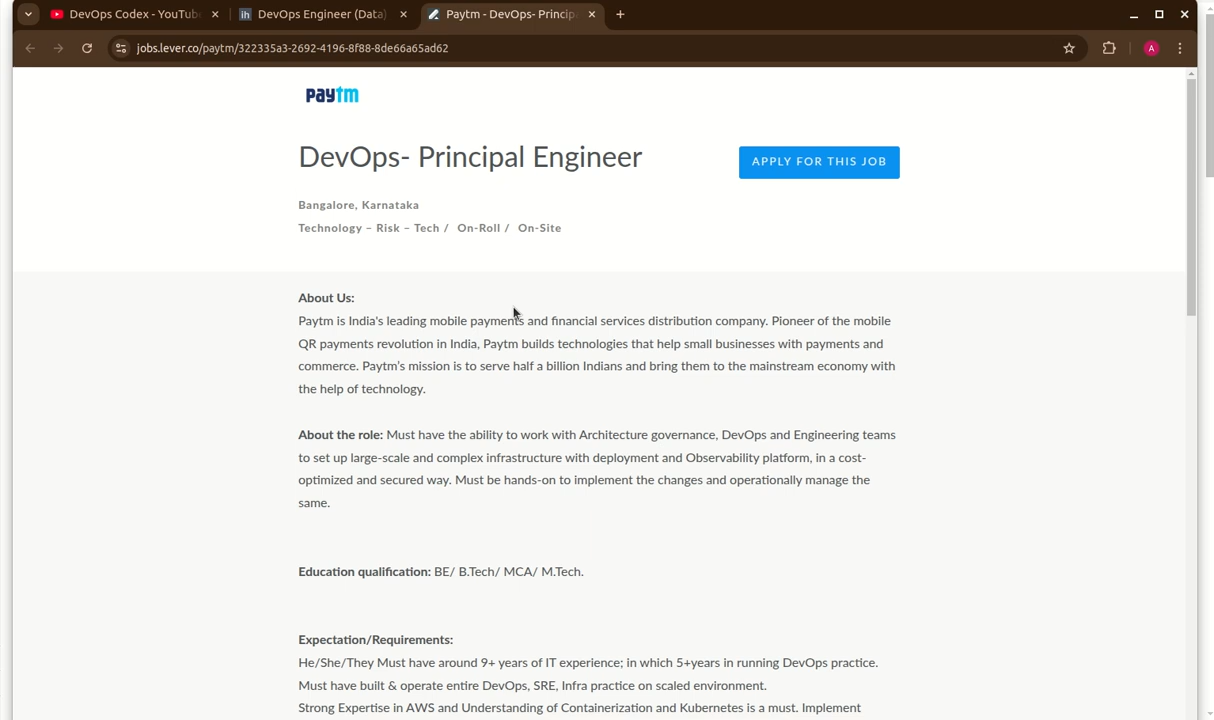 DevOps Codex - YouTub
DevOps Engineer (Data)
Paytm - DevOps- Princip
jobs.lever.co/paytm/322335a3-2692-4196-8f88-8de66a65ad62
A
paytm
DevOps- Principal Engineer
APPLY FOR THIS JOB
Bangalore, Karnataka
Technology – Risk – Tech / On-Roll / On-Site
About Us:
Paytm is India's leading mobile payments and financial services distribution company. Pioneer of the mobile
QR payments revolution in India, Paytm builds technologies that help small businesses with payments and
commerce. Paytm’s mission is to serve half a billion Indians and bring them to the mainstream economy with
the help of technology.
About the role: Must have the ability to work with Architecture governance, DevOps and Engineering teams
to set up large-scale and complex infrastructure with deployment and Observability platform, in a cost-
optimized and secured way. Must be hands-on to implement the changes and operationally manage the
same.
Education qualification: BE/ B.Tech/ MCA/ M.Tech.
Expectation/Requirements:
He/She/They Must have around 9+ years of IT experience; in which 5+years in running DevOps practice.
Must have built & operate entire DevOps, SRE, Infra practice on scaled environment.
Strong Expertise in AWS and Understanding of Containerization and Kubernetes is a must. Implement